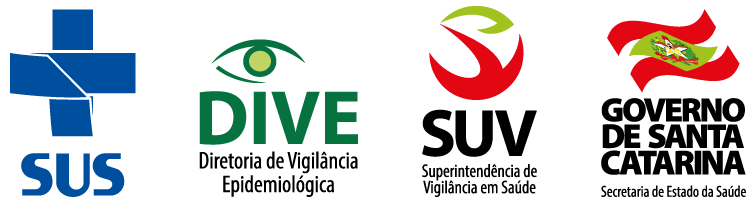 SUS
DIVE
Diretoria de Vigilância
Epidemiológica
SUV
Superintendência de
Vigilância em Saúde
GOVERNO
DE SANTA
CATARINA
Secretaria de Estado da Saúde